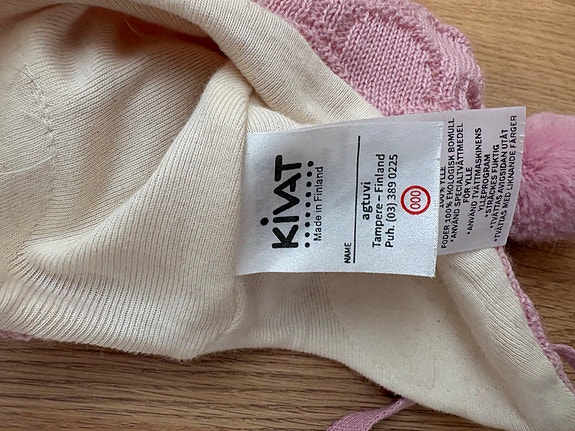 KIVAT
Made in Finland
NAME
agtuvi
Tampere – Finland
Puh. (03) 389 0225
000
100% YLLE
FODER 100% EKOLOGISK BOMULL
*ANVÄND SPECIALTVÄTTMEDEL
FÖR YLLE
*ANVÄND TVÄTTMASKINENS
YLLEPROGRAM
*STRÄCKES FUKTIG
*TVÄTTAS AVIGSIDAN UTÅT
*TVÄTTAS MED LIKNANDE FÄRGER